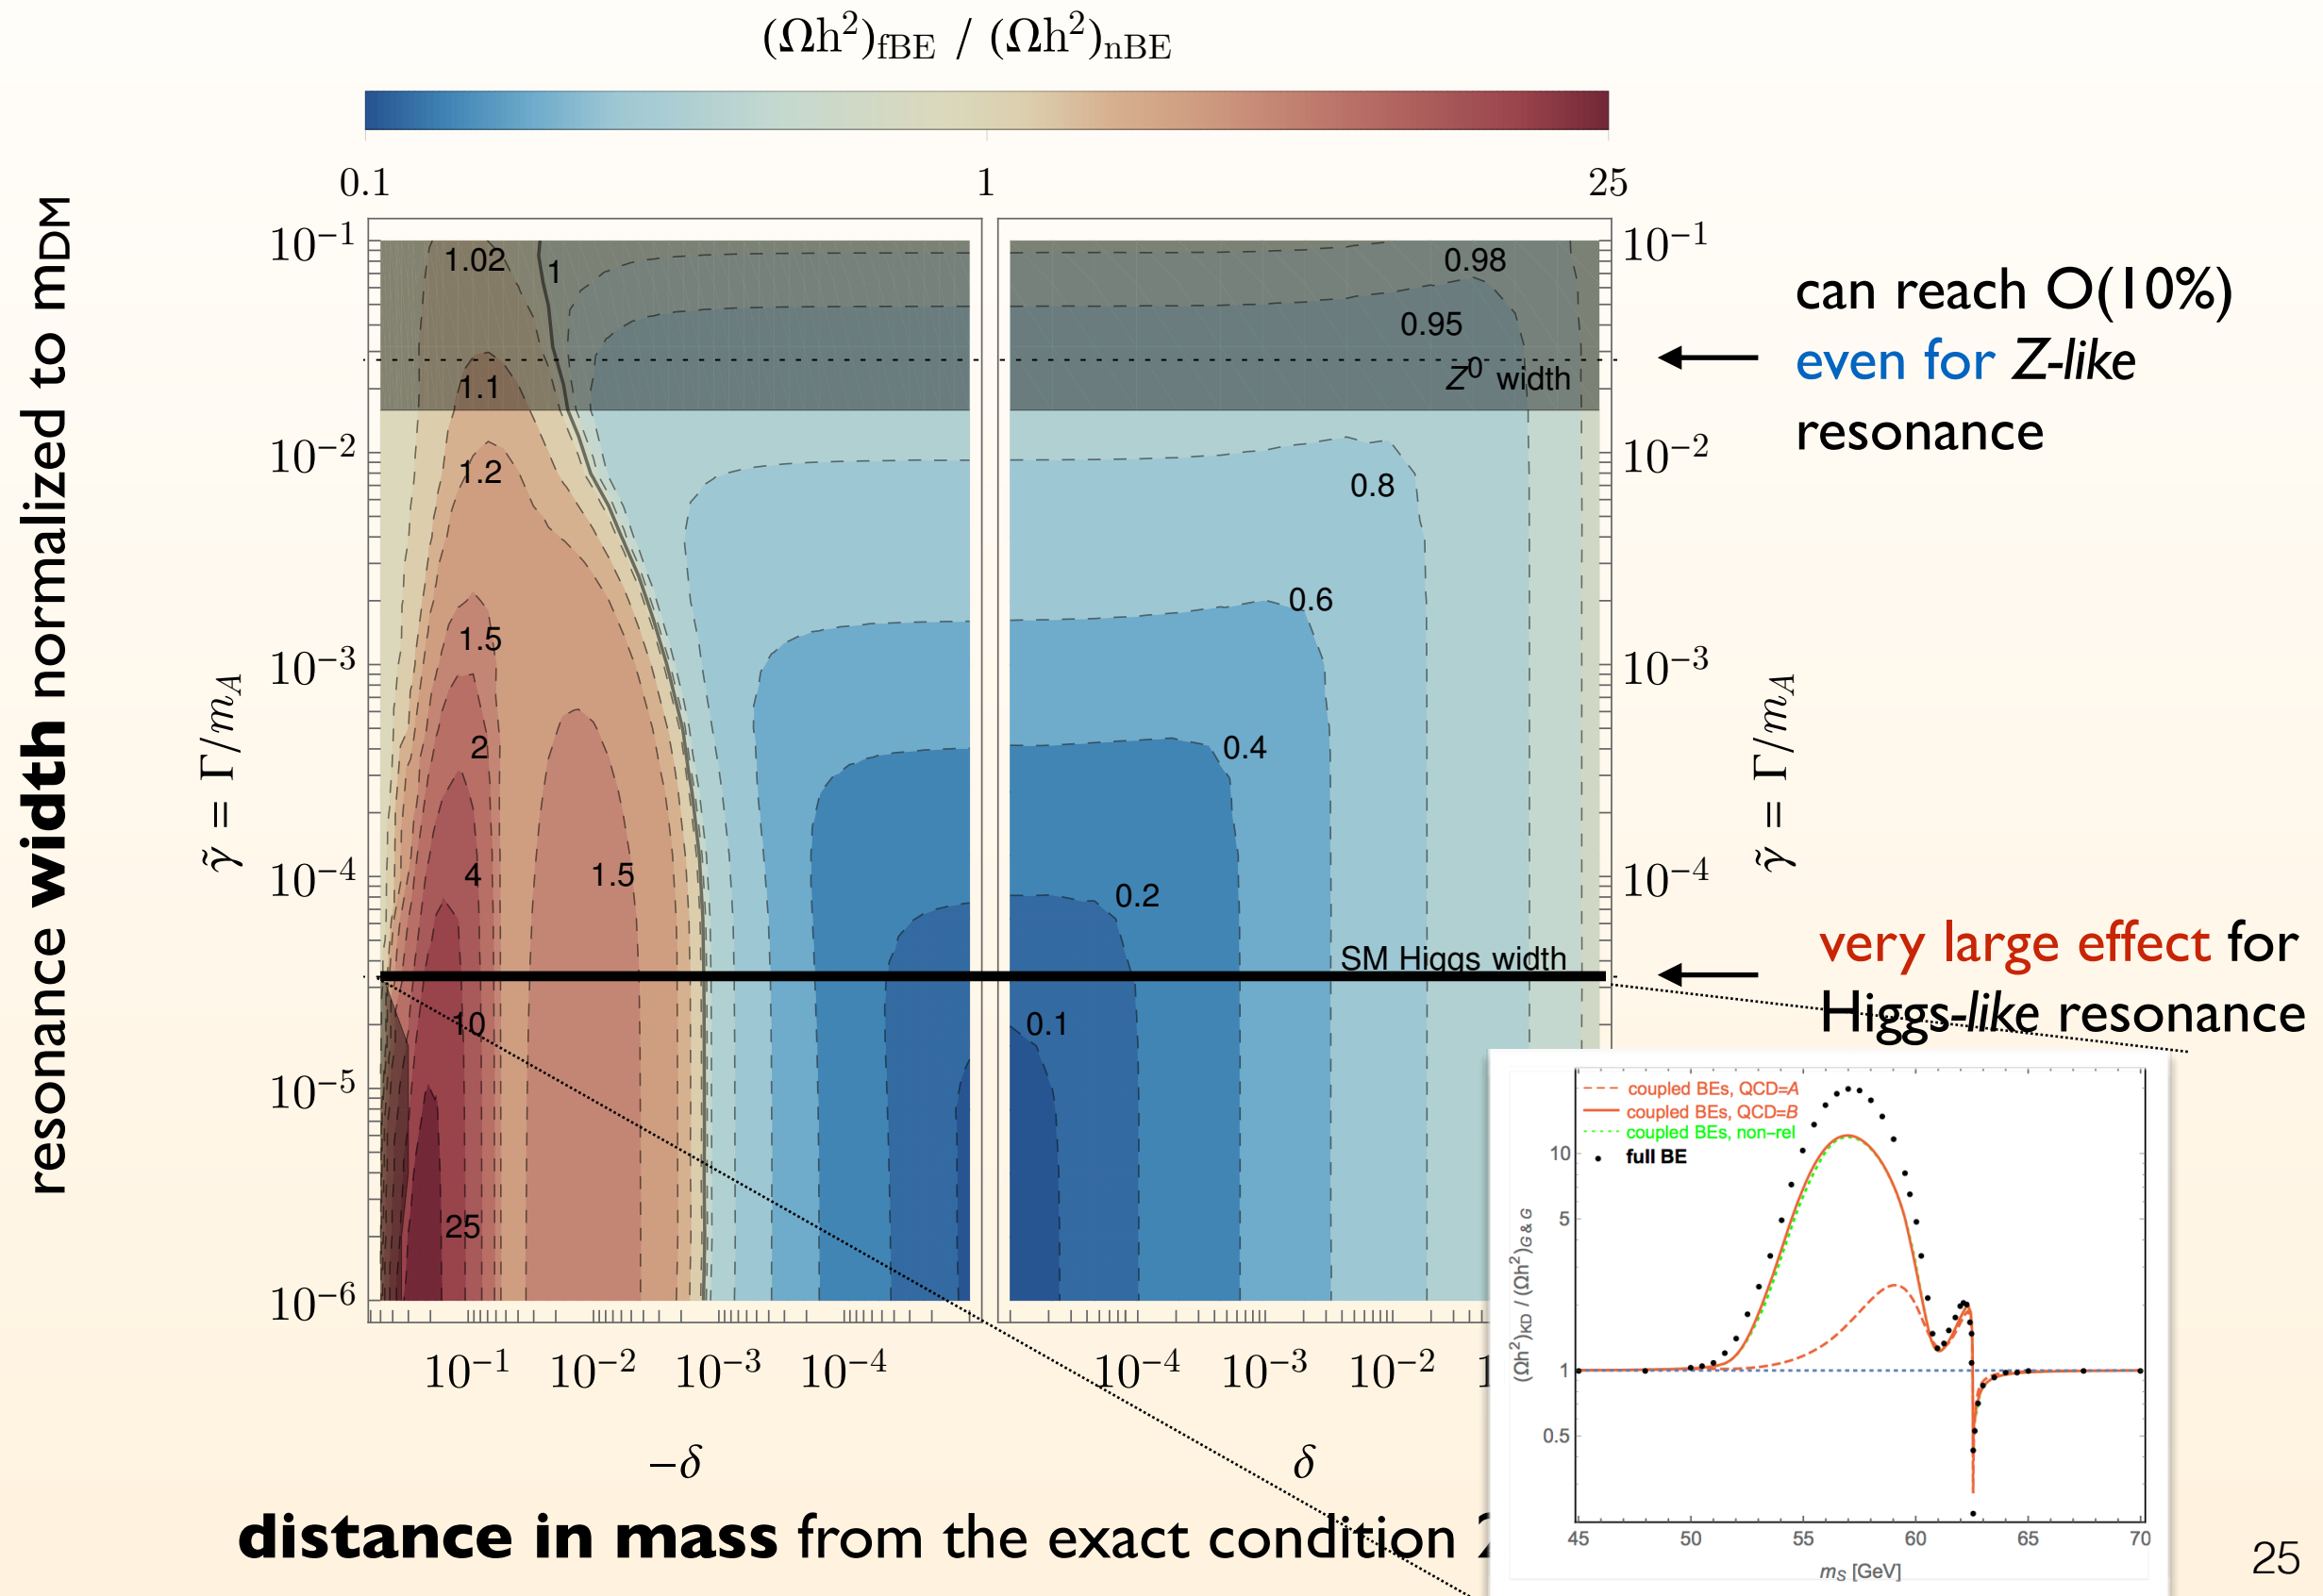 (Ωh²)fBE / (Ωh²)nBE
0.1 1 25
resonance width normalized to mDM
γ̃ = Γ/mA
10⁻¹
10⁻²
10⁻³
10⁻⁴
10⁻⁵
10⁻⁶
1.02
1
1.1
1.2
1.5
2
4
1.5
10
25
0.98
0.95
Z⁰ width
0.8
0.6
0.4
0.2
SM Higgs width
0.1
10⁻¹
10⁻²
10⁻³
10⁻⁴
γ̃ = Γ/mA
can reach O(10%)
even for Z-like
resonance
very large effect for
Higgs-like resonance
10⁻¹ 10⁻² 10⁻³ 10⁻⁴
10⁻⁴ 10⁻³ 10⁻² 1
−δ
δ
distance in mass from the exact condition 2
coupled BEs, QCD=A
coupled BEs, QCD=B
coupled BEs, non-rel
full BE
(Ωh²)KD / (Ωh²)G & G
10
5
1
0.5
45 50 55 60 65 70
mS [GeV]
25